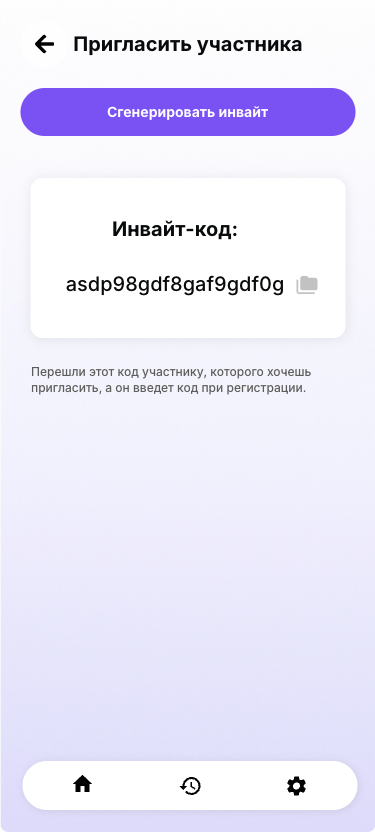 Пригласить участника
Сгенерировать инвайт
Инвайт-код:
asdp98gdf8gaf9gdf0g
Перешли этот код участнику, которого хочешь
пригласить, а он введет код при регистрации.